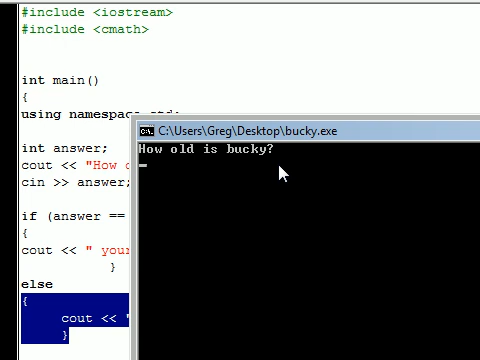 #include <iostream>
#include <cmath>
int main()
{
using namespace std;
C:\Users\Greg\Desktop\bucky.exe
How old is bucky?
int answer;
cout << "How o
cin >> answer;
if (answer ==
{
cout << " your
}
else
{
cout << "
}